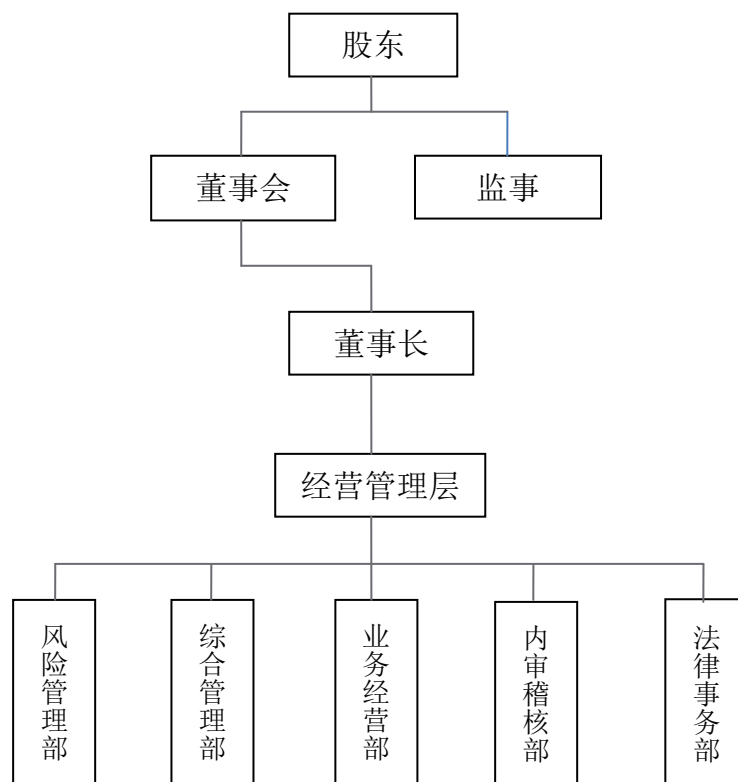 股东
董事会
监事
董事长
经营管理层
风险管理部
综合管理部
业务经营部
内审稽核部
法律事务部